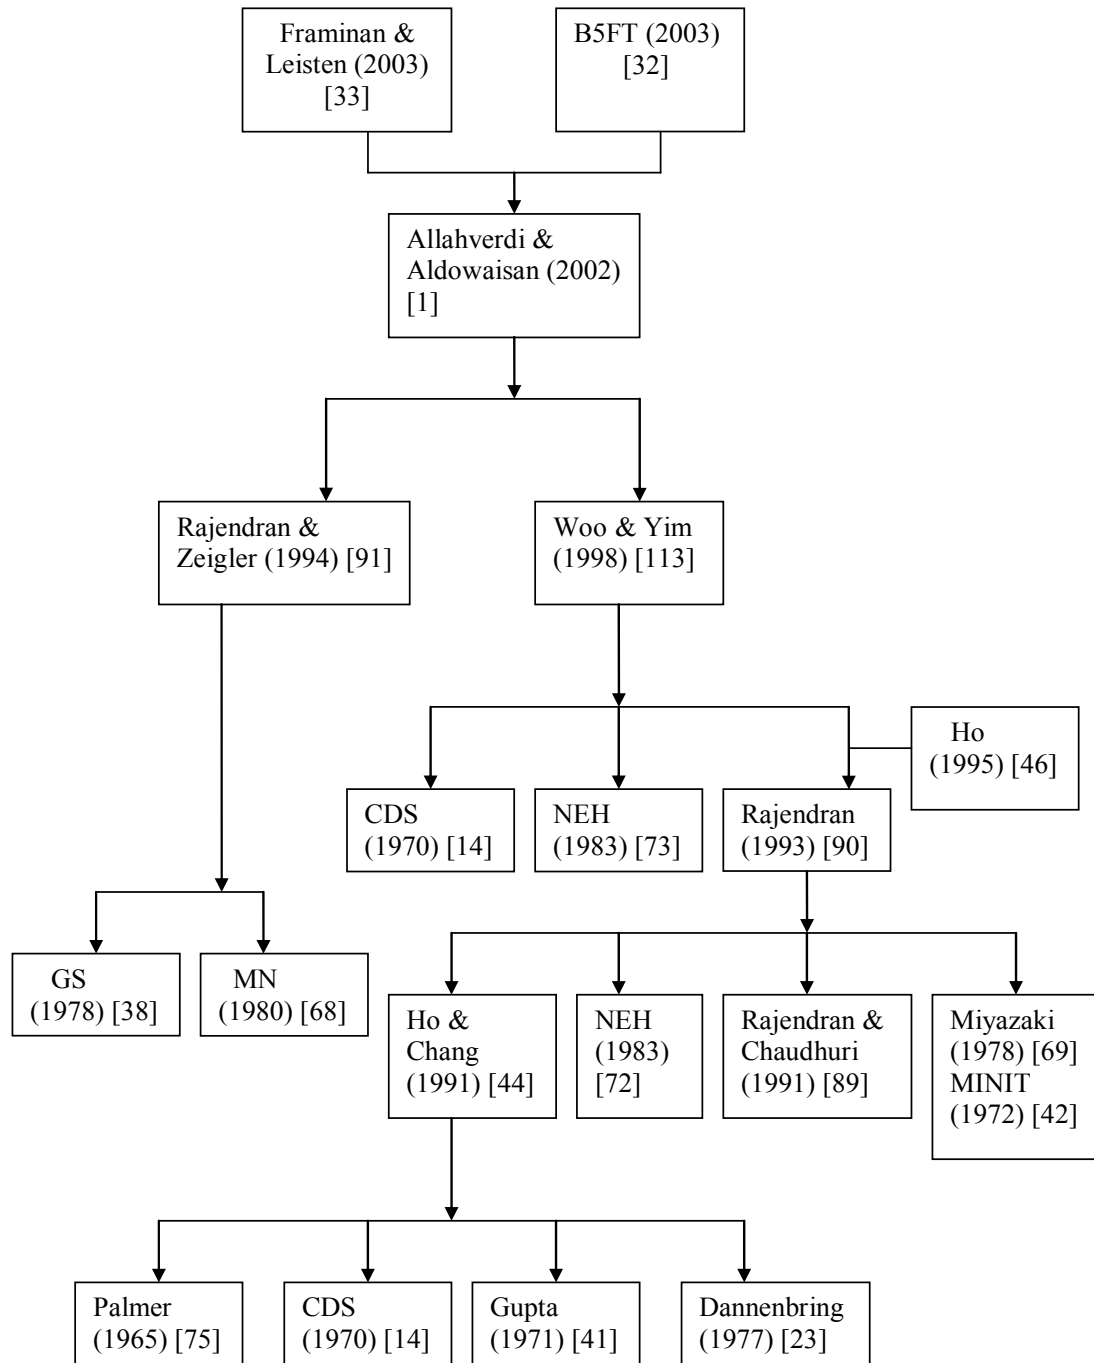 Framinan &
Leisten (2003)
[33]
B5FT (2003)
[32]
Allahverdi &
Aldowaisan (2002)
[1]
Rajendran &
Zeigler (1994) [91]
Woo & Yim
(1998) [113]
Ho
(1995) [46]
CDS
(1970) [14]
NEH
(1983) [73]
Rajendran
(1993) [90]
GS
(1978) [38]
MN
(1980) [68]
Ho &
Chang
(1991) [44]
NEH
(1983)
[72]
Rajendran &
Chaudhuri
(1991) [89]
Miyazaki
(1978) [69]
MINIT
(1972) [42]
Palmer
(1965) [75]
CDS
(1970) [14]
Gupta
(1971) [41]
Dannenbring
(1977) [23]